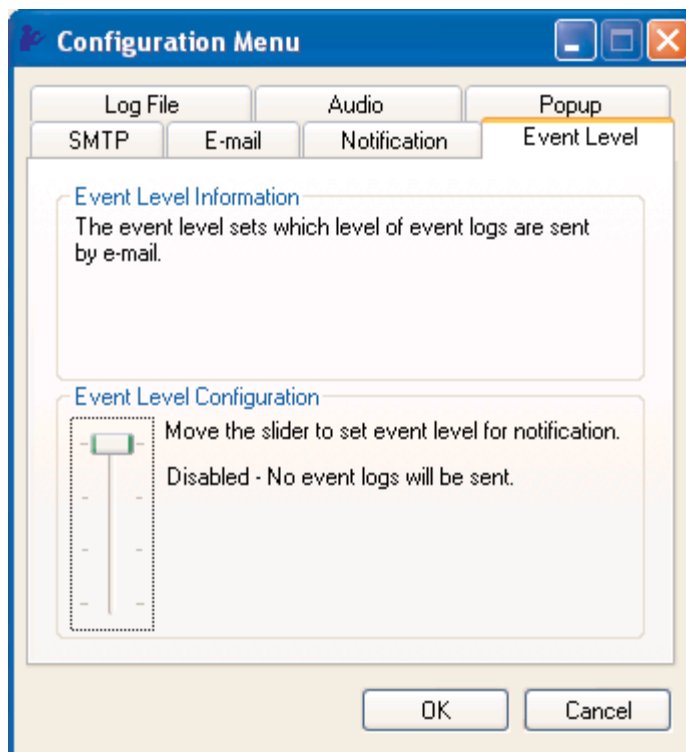 Configuration Menu
Log File Audio Popup
SMTP E-mail Notification Event Level
Event Level Information
The event level sets which level of event logs are sent
by e-mail.
Event Level Configuration
Move the slider to set event level for notification.
Disabled - No event logs will be sent.
OK Cancel